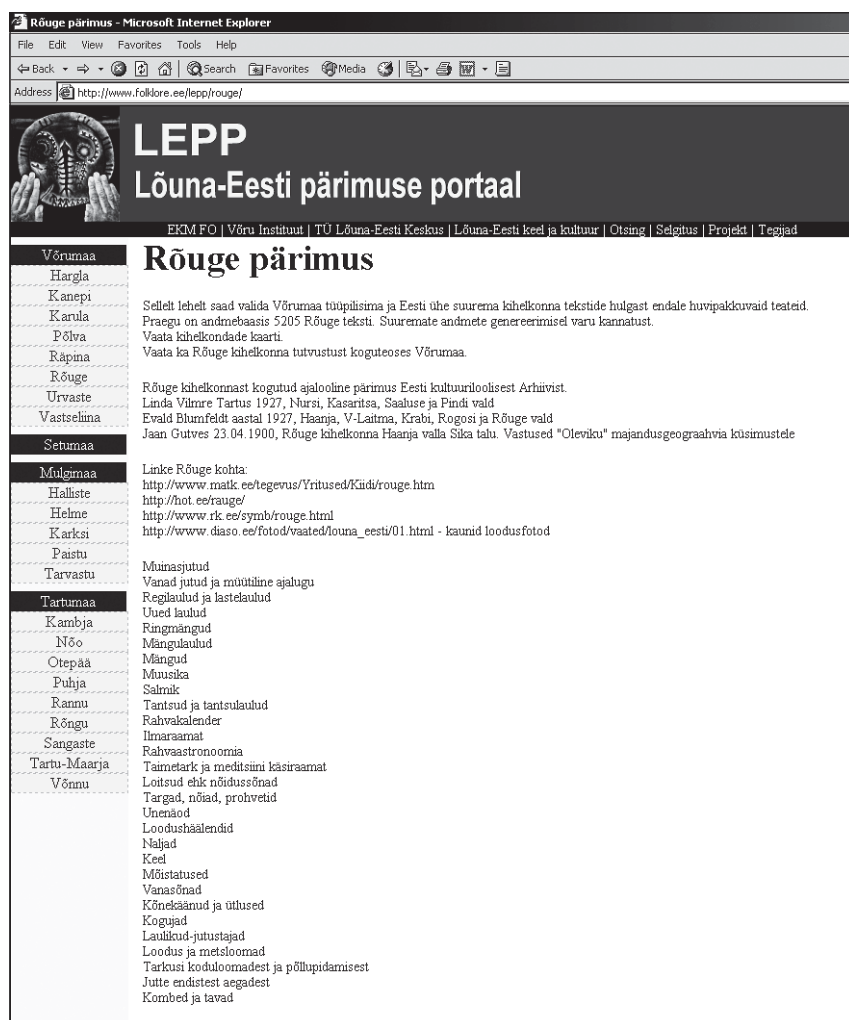 Rõuge pärimus - Microsoft Internet Explorer
File Edit View Favorites Tools Help
Back Search Favorites Media
Address http://www.folklore.ee/lepp/rouge/
LEPP
Lõuna-Eesti pärimuse portaal
EKM FO | Võru Instituut | TÜ Lõuna-Eesti Keskus | Lõuna-Eesti keel ja kultuur | Otsing | Selgitus | Projekt | Tegijad
Võrumaa
Hargla
Kanepi
Karula
Põlva
Räpina
Rõuge
Urvaste
Vastseliina
Setumaa
Mulgimaa
Halliste
Helme
Karksi
Paistu
Tarvastu
Tartumaa
Kambja
Nõo
Otepää
Puhja
Rannu
Rõngu
Sangaste
Tartu-Maarja
Võnnu
Rõuge pärimus
Sellelt lehelt saad valida Võrumaa tüüpilisima ja Eesti ühe suurema kihelkonna tekstide hulgast endale huvipakkuvaid teateid.
Praegu on andmebaasis 5205 Rõuge teksti. Suuremate andmete genereerimisel varu kannatust.
Vaata kihelkondade kaarti.
Vaata ka Rõuge kihelkonna tutvustust koguteoses Võrumaa.
Rõuge kihelkonnast kogutud ajalooline pärimus Eesti kultuuriloolisest Arhiivist.
Linda Vilmre Tartus 1927, Nursi, Kasaritsa, Saaluse ja Pindi vald
Evald Blumfeldt aastal 1927, Haanja, V-Laitma, Krabi, Rogosi ja Rõuge vald
Jaan Gutves 23.04.1900, Rõuge kihelkonna Haanja valla Sika talu. Vastused "Oleviku" majandusgeograahvia küsimustele
Linke Rõuge kohta:
http://www.matk.ee/tegevus/Yritused/Kiidi/rouge.htm
http://hot.ee/rauge/
http://www.rk.ee/symb/rouge.html
http://www.diaso.ee/fotod/vaated/louna_eesti/01.html - kaunid loodusfotod
Muinasjutud
Vanad jutud ja müütiline ajalugu
Regilaulud ja lastelaulud
Uued laulud
Ringmängud
Mängulaulud
Mängud
Muusika
Salmik
Tantsud ja tantsulaulud
Rahvakalender
Ilmaraamat
Rahvaastronoomia
Taimetark ja meditsiini käsiraamat
Loitsud ehk nõidussõnad
Targad, nõiad, prohvetid
Unenäod
Loodushäälendid
Naljad
Keel
Mõistatused
Vanasõnad
Kõnekäänud ja ütlused
Kogujad
Laulikud-jutustajad
Loodus ja metsloomad
Tarkusi koduloomadest ja põllupidamisest
Jutte endistest aegadest
Kombed ja tavad